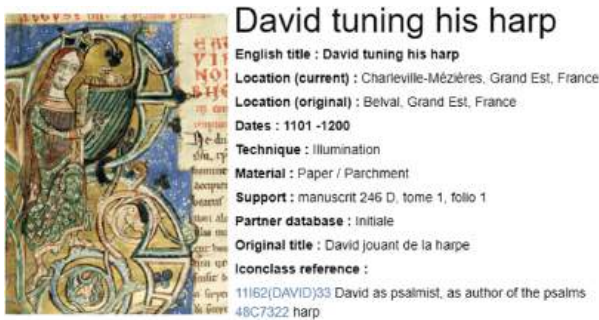 David tuning his harp
English title : David tuning his harp
Location (current) : Charleville-Mézières, Grand Est, France
Location (original) : Belval, Grand Est, France
Dates : 1101 -1200
Technique : Illumination
Material : Paper / Parchment
Support : manuscrit 246 D, tome 1, folio 1
Partner database : Initiale
Original title : David jouant de la harpe
Iconclass reference :
11I62(DAVID)33 David as psalmist, as author of the psalms
48C7322 harp